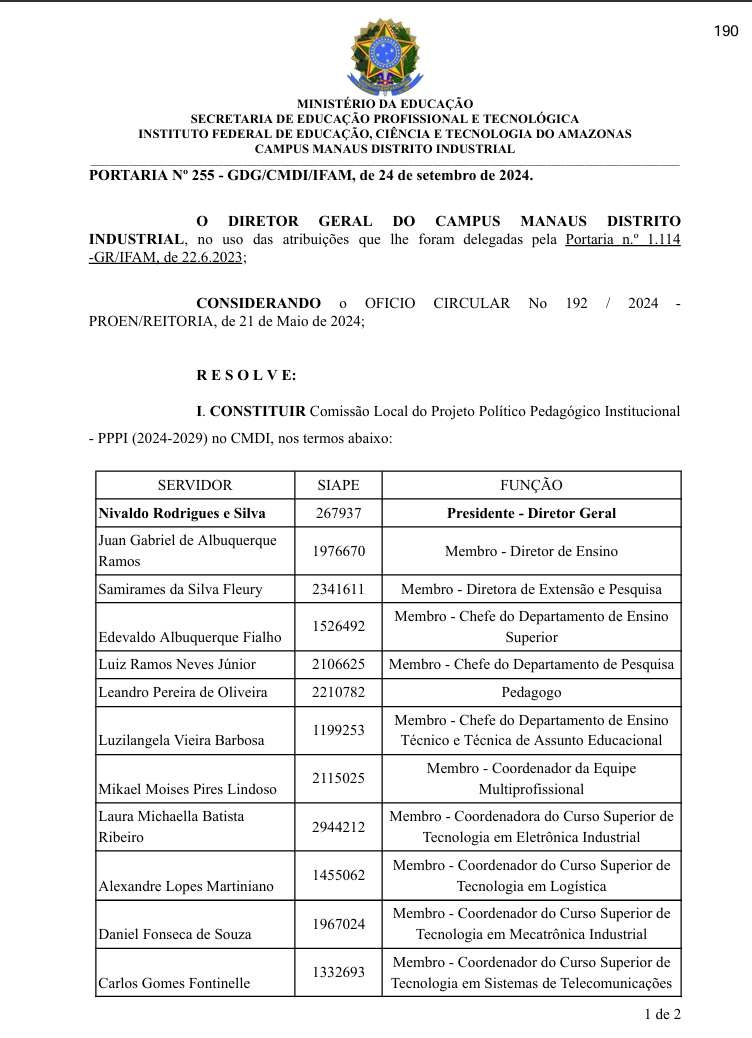 190
MINISTÉRIO DA EDUCAÇÃO
SECRETARIA DE EDUCAÇÃO PROFISSIONAL E TECNOLÓGICA
INSTITUTO FEDERAL DE EDUCAÇÃO, CIÊNCIA E TECNOLOGIA DO AMAZONAS
CAMPUS MANAUS DISTRITO INDUSTRIAL
PORTARIA Nº 255 - GDG/CMDI/IFAM, de 24 de setembro de 2024.
O DIRETOR GERAL DO CAMPUS MANAUS DISTRITO
INDUSTRIAL, no uso das atribuições que lhe foram delegadas pela Portaria n.º 1.114
-GR/IFAM, de 22.6.2023;
CONSIDERANDO o OFICIO CIRCULAR No 192 / 2024 -
PROEN/REITORIA, de 21 de Maio de 2024;
R E S O L V E:
I. CONSTITUIR Comissão Local do Projeto Político Pedagógico Institucional
- PPPI (2024-2029) no CMDI, nos termos abaixo:
SERVIDOR SIAPE FUNÇÃO
Nivaldo Rodrigues e Silva 267937 Presidente - Diretor Geral
Juan Gabriel de Albuquerque
Ramos 1976670 Membro - Diretor de Ensino
Samirames da Silva Fleury 2341611 Membro - Diretora de Extensão e Pesquisa
Edevaldo Albuquerque Fialho 1526492 Membro - Chefe do Departamento de Ensino
Superior
Luiz Ramos Neves Júnior 2106625 Membro - Chefe do Departamento de Pesquisa
Leandro Pereira de Oliveira 2210782 Pedagogo
Luzilangela Vieira Barbosa 1199253 Membro - Chefe do Departamento de Ensino
Técnico e Técnica de Assunto Educacional
Mikael Moises Pires Lindoso 2115025 Membro - Coordenador da Equipe
Multiprofissional
Laura Michaella Batista
Ribeiro 2944212 Membro - Coordenadora do Curso Superior de
Tecnologia em Eletrônica Industrial
Alexandre Lopes Martiniano 1455062 Membro - Coordenador do Curso Superior de
Tecnologia em Logística
Daniel Fonseca de Souza 1967024 Membro - Coordenador do Curso Superior de
Tecnologia em Mecatrônica Industrial
Carlos Gomes Fontinelle 1332693 Membro - Coordenador do Curso Superior de
Tecnologia em Sistemas de Telecomunicações
1 de 2